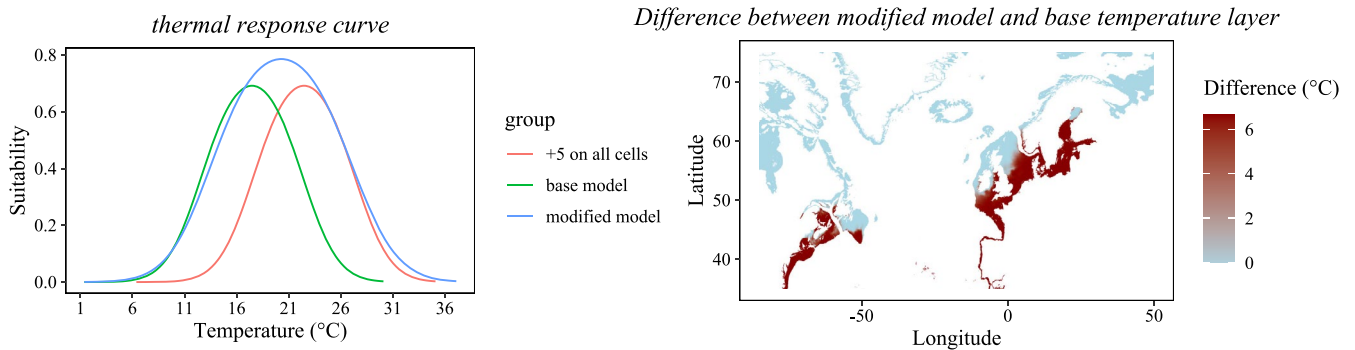 thermal response curve
0.8
0.6
0.4
0.2
0.0
Suitability
1 6 11 16 21 26 31 36
Temperature (°C)
group
+5 on all cells
base model
modified model
Difference between modified model and base temperature layer
70
60
50
40
Latitude
-50 0 50
Longitude
Difference (°C)
6
4
2
0